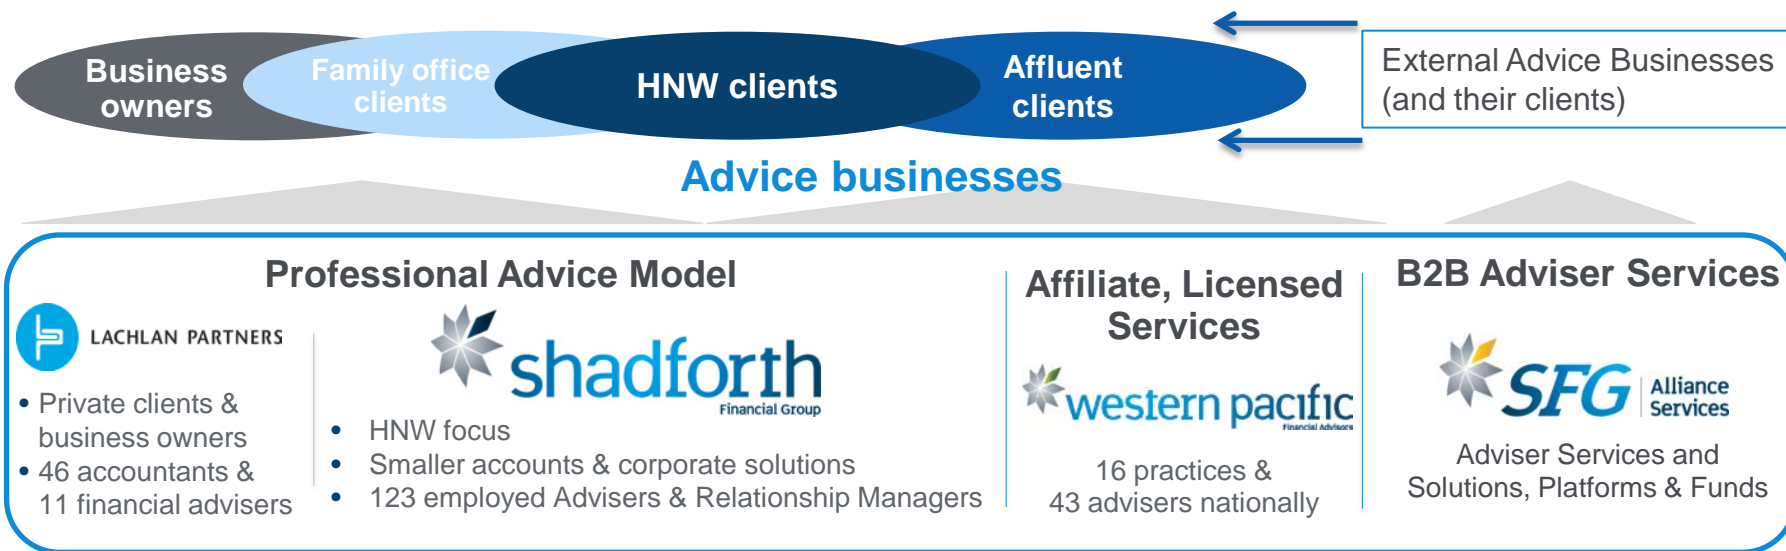 Business
owners
Family office
clients
HNW clients
Affluent
clients
External Advice Businesses
(and their clients)
Advice businesses
Professional Advice Model
LACHLAN PARTNERS
• Private clients &
business owners
• 46 accountants &
11 financial advisers
shadforth
Financial Group
• HNW focus
• Smaller accounts & corporate solutions
• 123 employed Advisers & Relationship Managers
Affiliate, Licensed
Services
western pacific
Financial Advisers
16 practices &
43 advisers nationally
B2B Adviser Services
SFG Alliance
Services
Adviser Services and
Solutions, Platforms & Funds